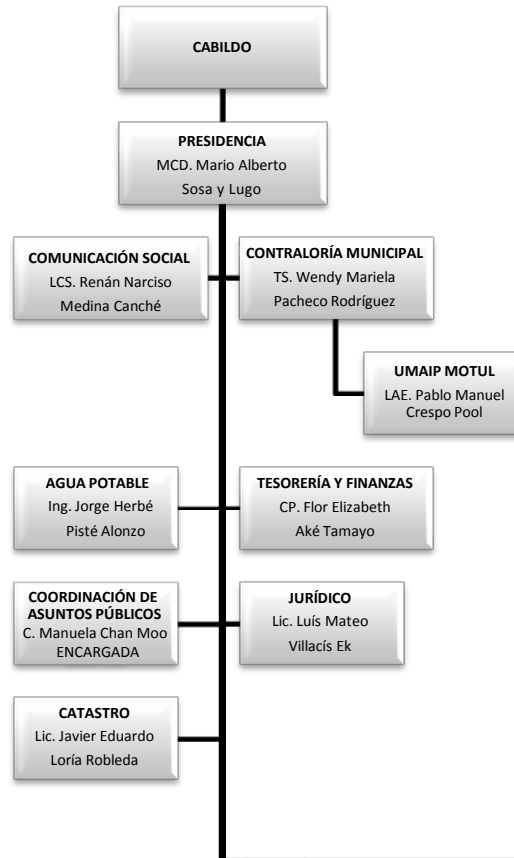 CABILDO
PRESIDENCIA
MCD. Mario Alberto
Sosa y Lugo
COMUNICACIÓN SOCIAL
LCS. Renán Narciso
Medina Canché
CONTRALORÍA MUNICIPAL
TS. Wendy Mariela
Pacheco Rodríguez
UMAIP MOTUL
LAE. Pablo Manuel
Crespo Pool
AGUA POTABLE
Ing. Jorge Herbé
Pisté Alonzo
TESORERÍA Y FINANZAS
CP. Flor Elizabeth
Aké Tamayo
COORDINACIÓN DE
ASUNTOS PÚBLICOS
C. Manuela Chan Moo
ENCARGADA
JURÍDICO
Lic. Luís Mateo
Villacís Ek
CATASTRO
Lic. Javier Eduardo
Loría Robleda